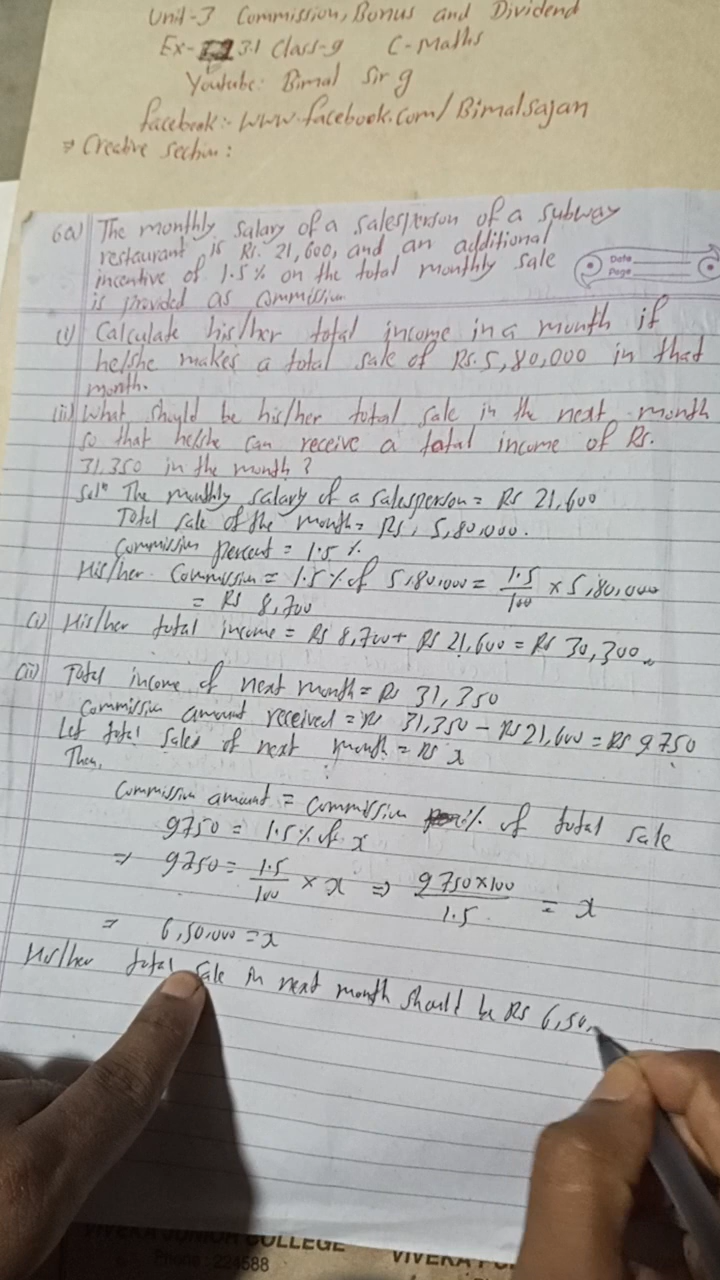 Unit-3 Commission, Bonus and Dividend
Ex- 3.1 Class-9 C-Maths
Youtube: Bimal Sir g
facebook:- www.facebook.com/Bimalsajan
⇒ Creative section:
6a) The monthly salary of a salesperson of a subway
restaurant is Rs. 21,600, and an additional
incentive of 1.5% on the total monthly sale
is provided as commission
Date
Page
(i) Calculate his/her total income in a month if
he/she makes a total sale of Rs. 5,80,000 in that
month.
(ii) What should be his/her total sale in the next month
so that he/she can receive a total income of Rs.
31,350 in the month?
Solⁿ The monthly salary of a salesperson = Rs 21,600
Total sale of the month = Rs. 5,80,000.
Commission percent = 1.5 %.
His/her Commission = 1.5% of 5,80,000 = 1.5/100 × 5,80,000
= Rs 8,700
(i) His/her total income = Rs 8,700 + Rs 21,600 = Rs 30,300
(ii) Total income of next month = Rs 31,350
Commission amount received = Rs 31,350 - Rs 21,600 = Rs 9750
Let total sales of next month = Rs x
Then,
Commission amount = commission % of total sale
9750 = 1.5% of x
⇒ 9750 = 1.5/100 × x ⇒ 9750×100/1.5 = x
⇒ 6,50,000 = x
His/her total sale in next month should be Rs 6,50,
COLLEGE
588